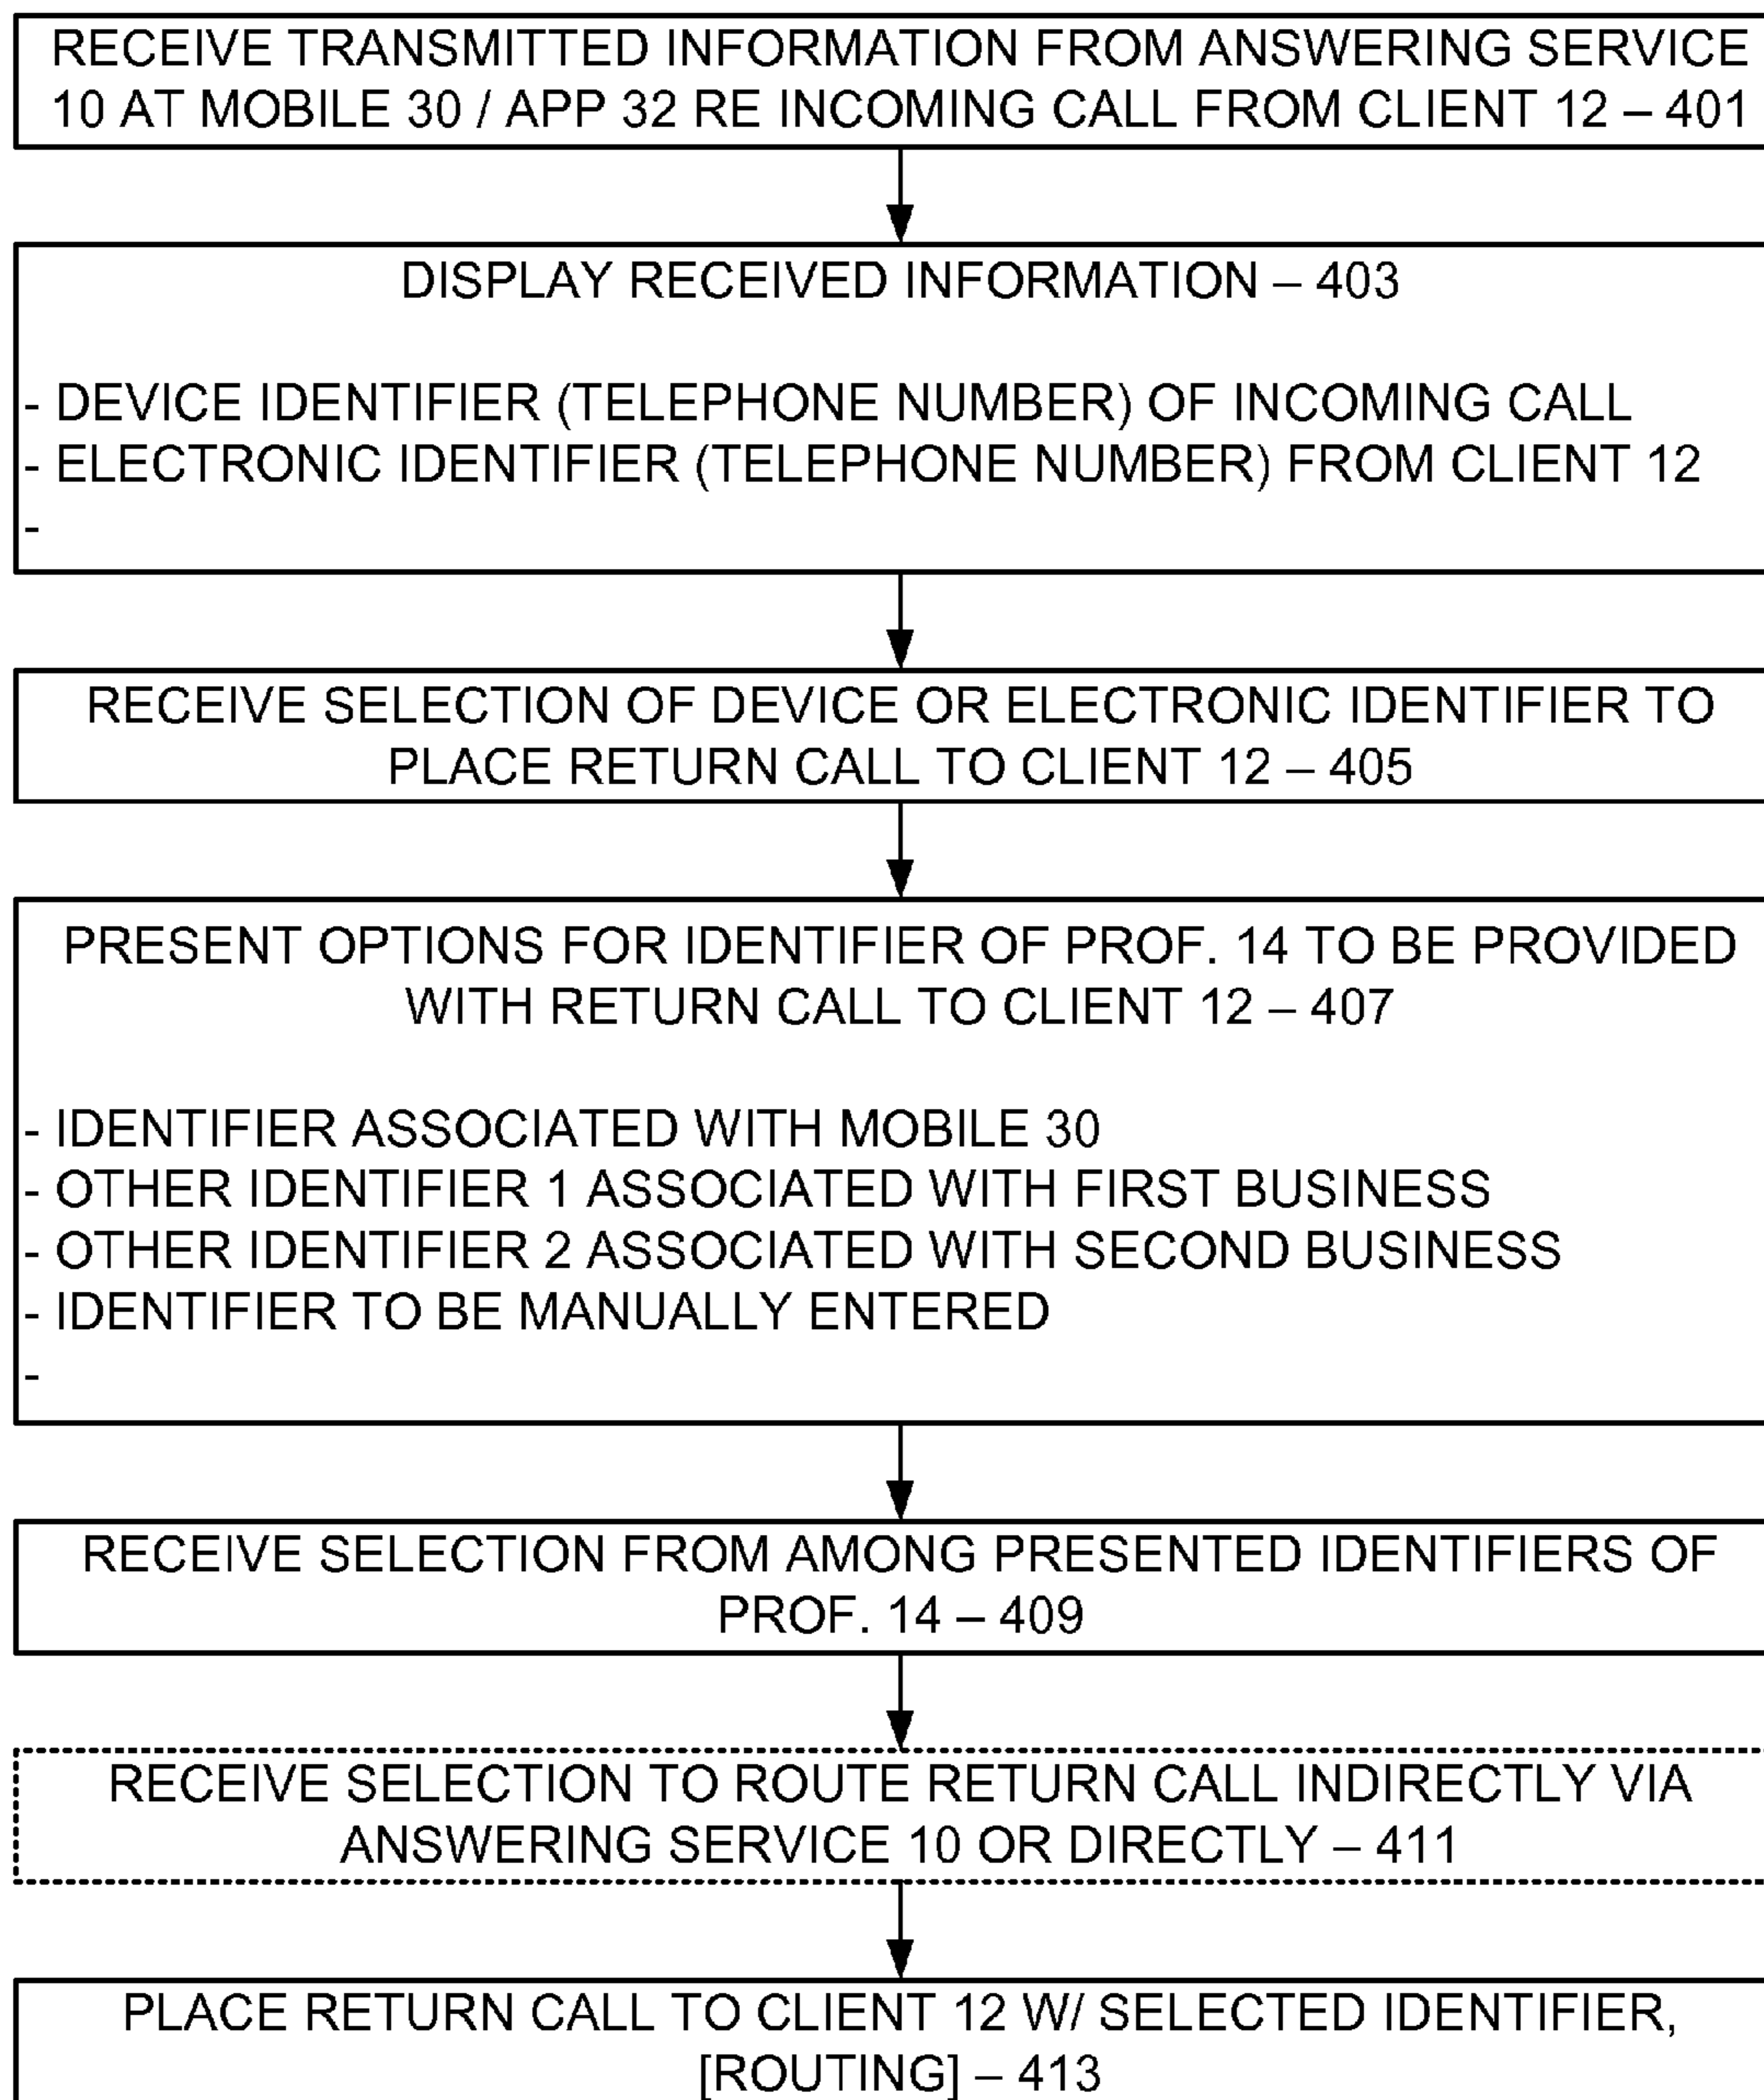 RECEIVE TRANSMITTED INFORMATION FROM ANSWERING SERVICE
10 AT MOBILE 30 / APP 32 RE INCOMING CALL FROM CLIENT 12 – 401
DISPLAY RECEIVED INFORMATION – 403
- DEVICE IDENTIFIER (TELEPHONE NUMBER) OF INCOMING CALL
- ELECTRONIC IDENTIFIER (TELEPHONE NUMBER) FROM CLIENT 12
-
RECEIVE SELECTION OF DEVICE OR ELECTRONIC IDENTIFIER TO
PLACE RETURN CALL TO CLIENT 12 – 405
PRESENT OPTIONS FOR IDENTIFIER OF PROF. 14 TO BE PROVIDED
WITH RETURN CALL TO CLIENT 12 – 407
- IDENTIFIER ASSOCIATED WITH MOBILE 30
- OTHER IDENTIFIER 1 ASSOCIATED WITH FIRST BUSINESS
- OTHER IDENTIFIER 2 ASSOCIATED WITH SECOND BUSINESS
- IDENTIFIER TO BE MANUALLY ENTERED
-
RECEIVE SELECTION FROM AMONG PRESENTED IDENTIFIERS OF
PROF. 14 – 409
RECEIVE SELECTION TO ROUTE RETURN CALL INDIRECTLY VIA
ANSWERING SERVICE 10 OR DIRECTLY – 411
PLACE RETURN CALL TO CLIENT 12 W/ SELECTED IDENTIFIER,
[ROUTING] – 413